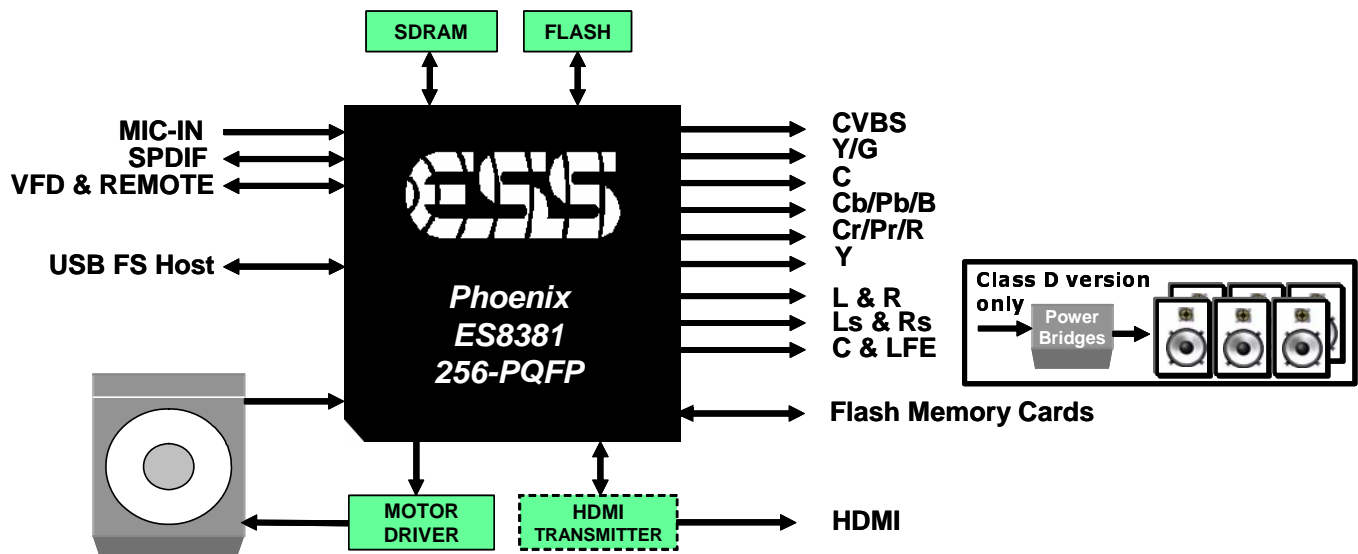 SDRAM
FLASH
MIC-IN
SPDIF
VFD & REMOTE
USB FS Host
ESS
Phoenix
ES8381
256-PQFP
CVBS
Y/G
C
Cb/Pb/B
Cr/Pr/R
Y
L & R
Ls & Rs
C & LFE
Class D version
only
Power
Bridges
Flash Memory Cards
MOTOR
DRIVER
HDMI
TRANSMITTER
HDMI